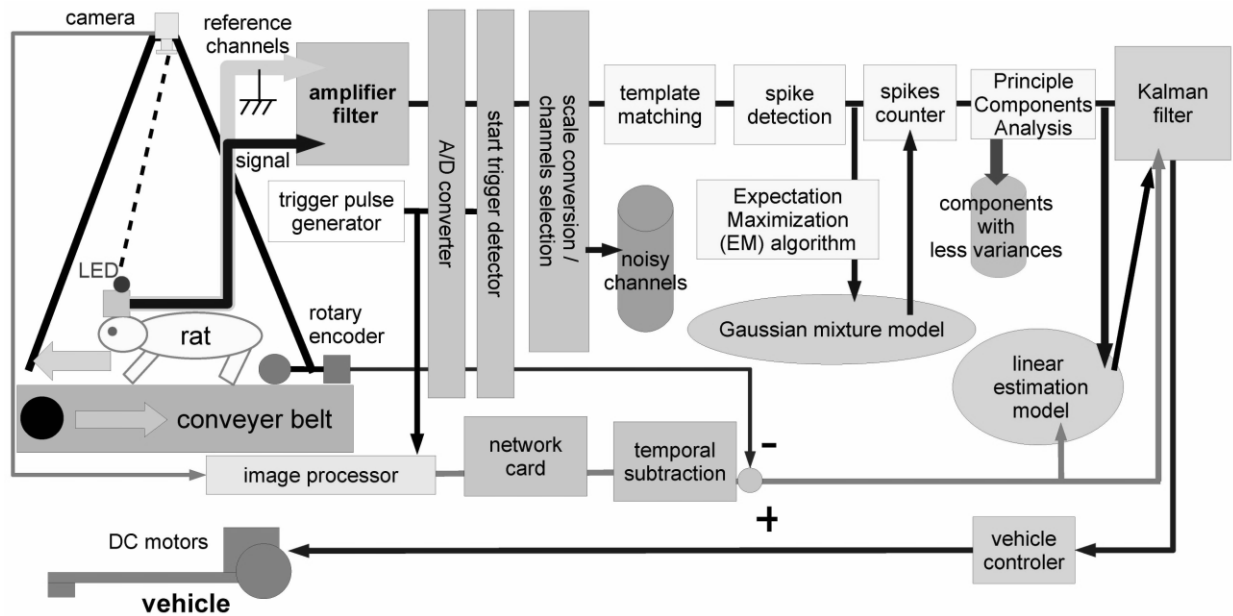 camera
reference
channels
amplifier
filter
signal
trigger pulse
generator
A/D converter
start trigger detector
scale conversion /
channels selection
noisy
channels
template
matching
spike
detection
spikes
counter
Principle
Components
Analysis
Kalman
filter
Expectation
Maximization
(EM) algorithm
components
with
less variances
Gaussian mixture model
linear
estimation
model
LED
rat
rotary
encoder
conveyer belt
image processor
network
card
temporal
subtraction
-
+
DC motors
vehicle
vehicle
controler